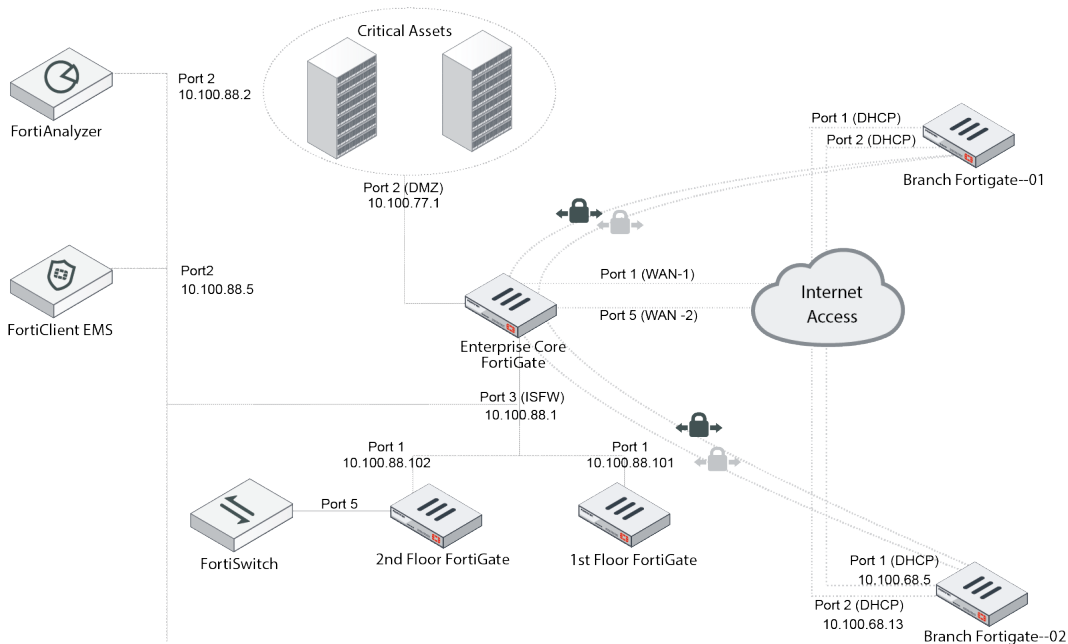 Critical Assets
Port 2
10.100.88.2
FortiAnalyzer
Port 1 (DHCP)
Port 2 (DHCP)
Branch Fortigate--01
Port 2 (DMZ)
10.100.77.1
Port2
10.100.88.5
FortiClient EMS
Port 1 (WAN-1)
Port 5 (WAN -2)
Internet
Access
Enterprise Core
FortiGate
Port 3 (ISFW)
10.100.88.1
Port 1
10.100.88.102
Port 1
10.100.88.101
Port 5
FortiSwitch
2nd Floor FortiGate
1st Floor FortiGate
Port 1 (DHCP)
10.100.68.5
Port 2 (DHCP)
10.100.68.13
Branch Fortigate--02